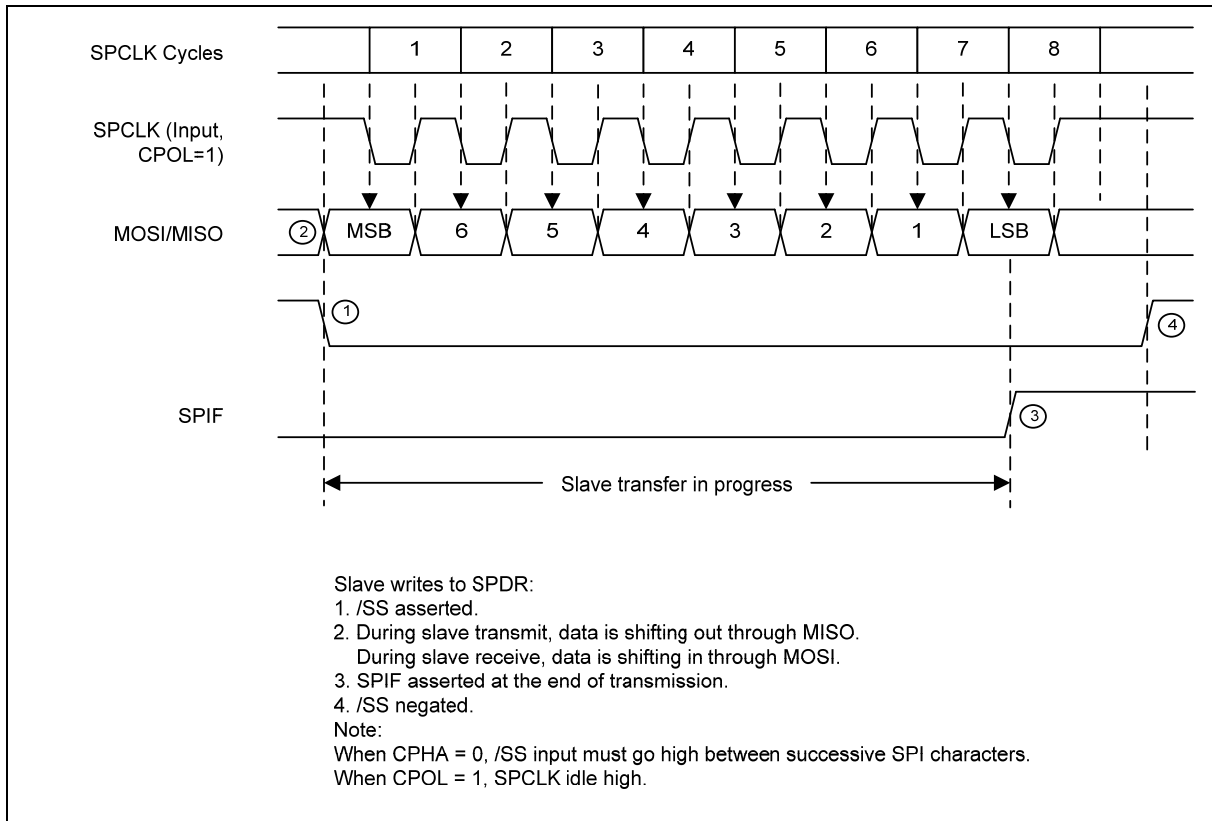 SPCLK Cycles
1 2 3 4 5 6 7 8
SPCLK (Input,
CPOL=1)
MOSI/MISO
2 MSB 6 5 4 3 2 1 LSB
1
4
SPIF
3
Slave transfer in progress
Slave writes to SPDR:
1. /SS asserted.
2. During slave transmit, data is shifting out through MISO.
During slave receive, data is shifting in through MOSI.
3. SPIF asserted at the end of transmission.
4. /SS negated.
Note:
When CPHA = 0, /SS input must go high between successive SPI characters.
When CPOL = 1, SPCLK idle high.